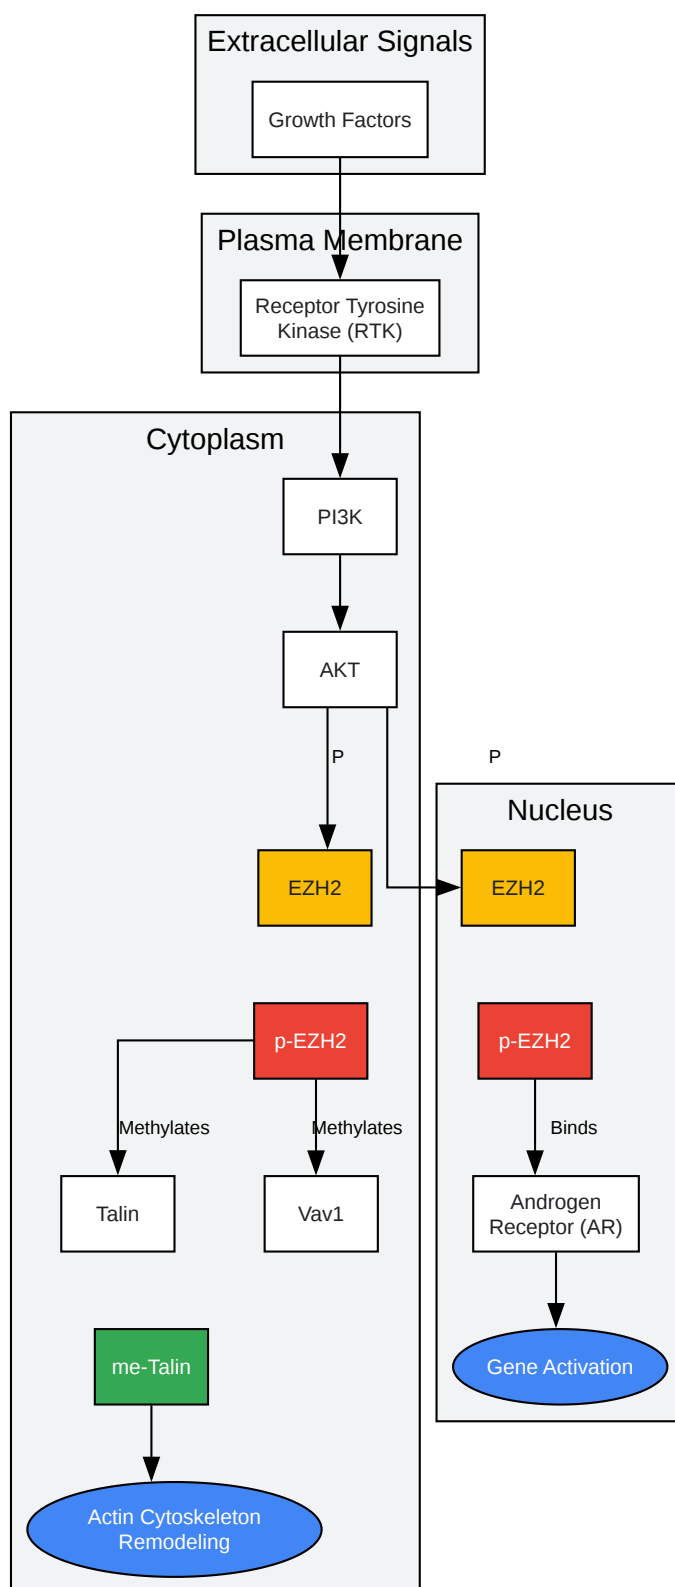 Extracellular Signals
Growth Factors
Plasma Membrane
Receptor Tyrosine
Kinase (RTK)
Cytoplasm
PI3K
AKT
P
P
Nucleus
EZH2
EZH2
p-EZH2
p-EZH2
Methylates
Methylates
Binds
Talin
Vav1
Androgen
Receptor (AR)
me-Talin
Gene Activation
Actin Cytoskeleton
Remodeling